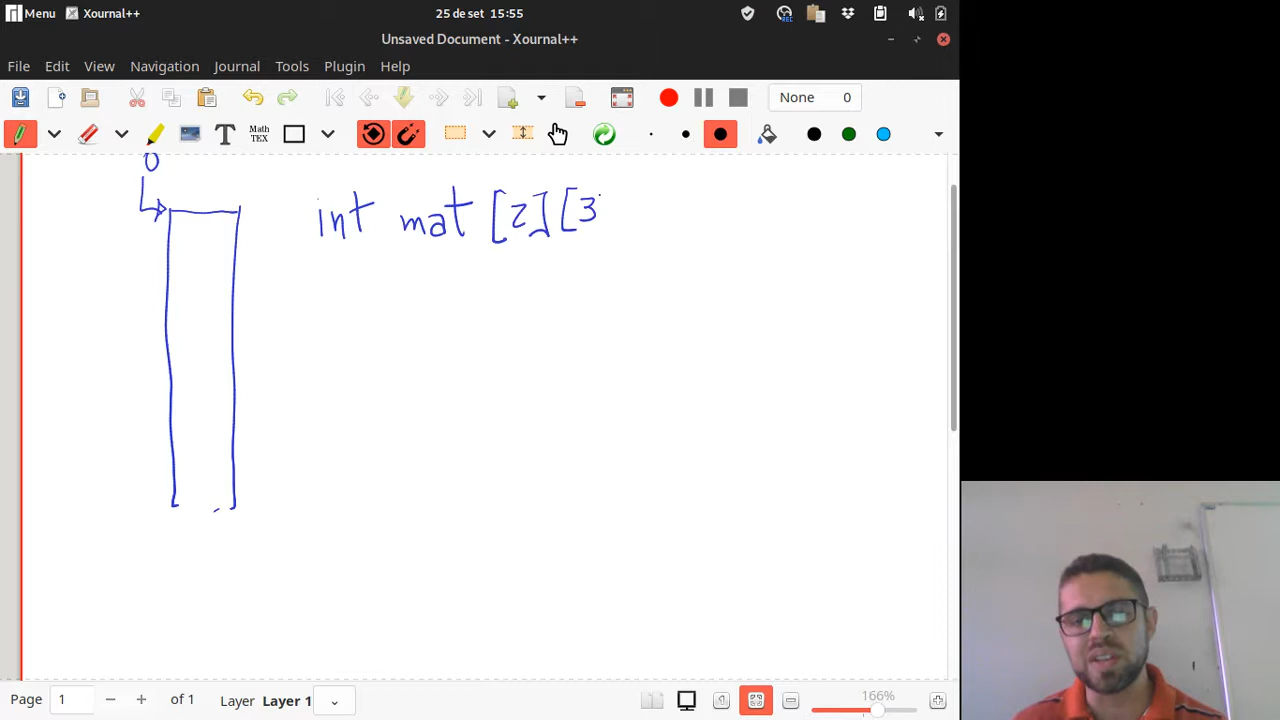 Menu Xournal++ 25 de set 15:55 REC
Unsaved Document - Xournal++
File Edit View Navigation Journal Tools Plugin Help
None 0
T Math TEX
0
int mat [2][3
Page 1 of 1 Layer Layer 1 166%